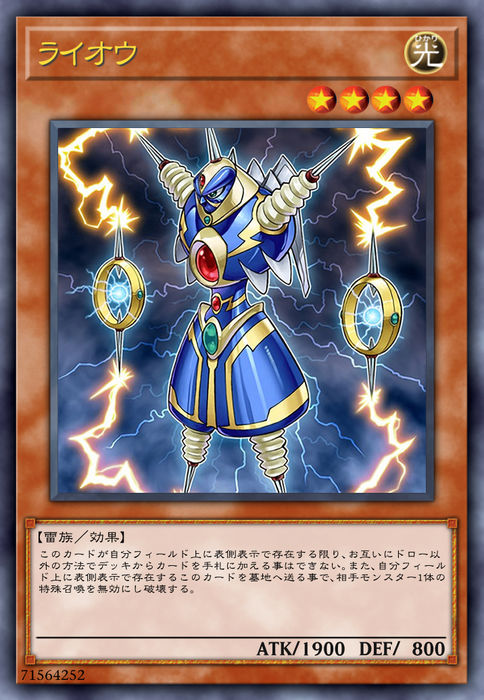 ライオウ
ひかり
光
【雷族／効果】
このカードが自分フィールド上に表側表示で存在する限り、お互いにドロー以
外の方法でデッキからカードを手札に加える事はできない。また、自分フィール
ド上に表側表示で存在するこのカードを墓地へ送る事で、相手モンスター1体の
特殊召喚を無効にし破壊する。
ATK/1900 DEF/ 800
71564252